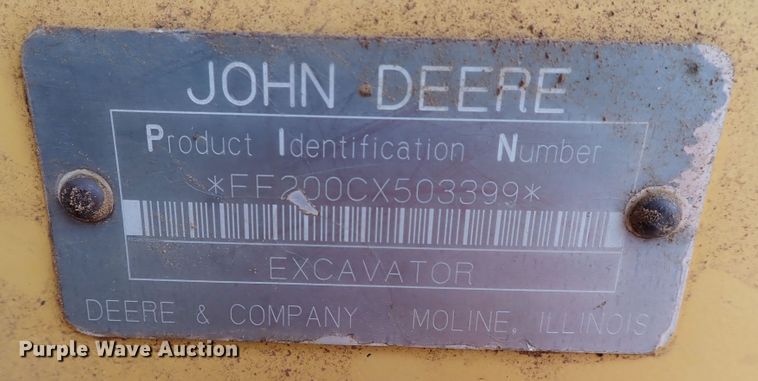 JOHN DEERE
Product Identification Number
*FF200CX503399*
EXCAVATOR
DEERE & COMPANY MOLINE, ILLINOIS
Purple Wave Auction